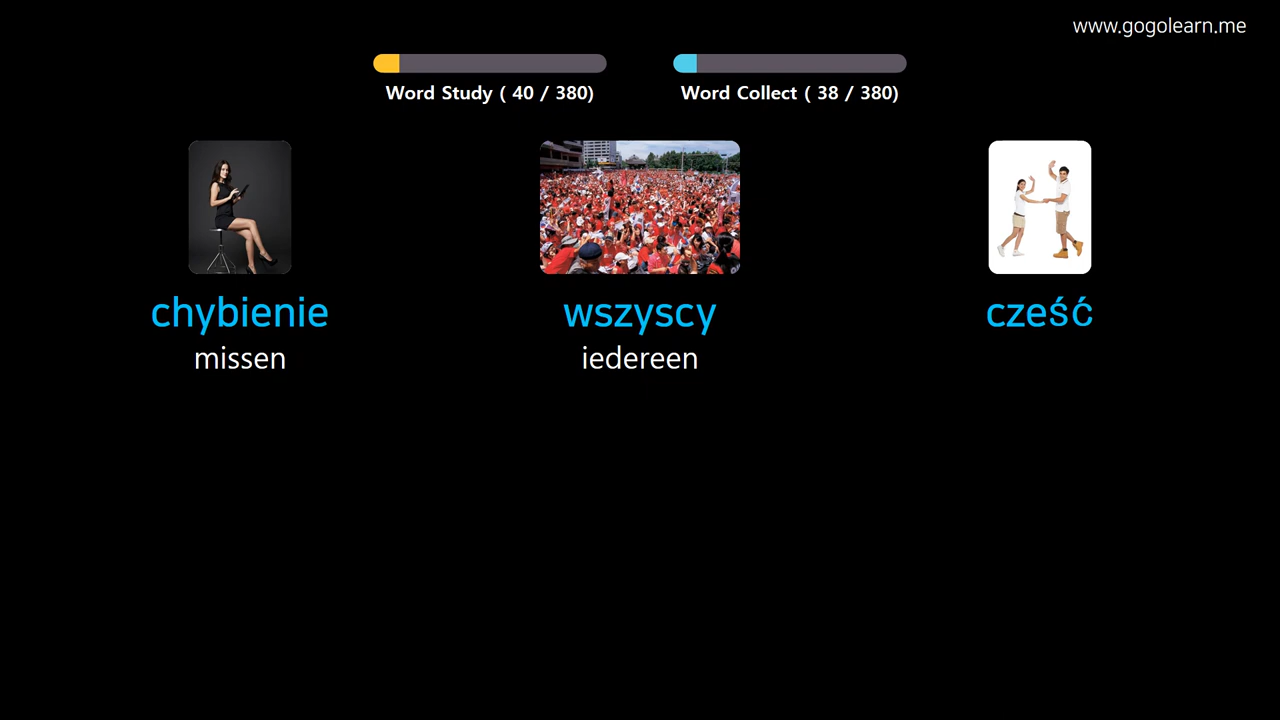 www.gogolearn.me
Word Study ( 40 / 380)
Word Collect ( 38 / 380)
chybienie
missen
wszyscy
iedereen
cześć